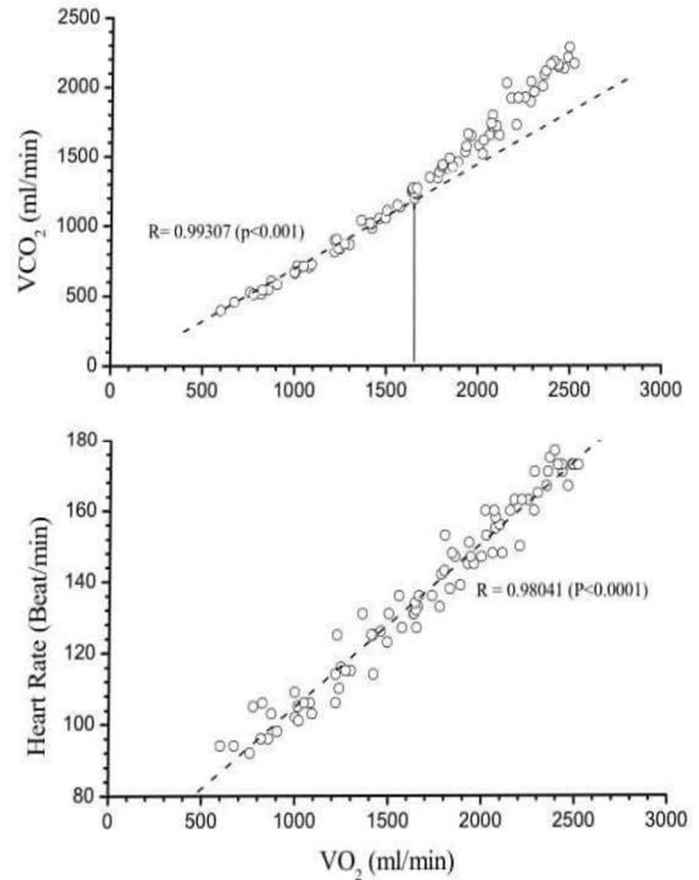 2500
2000
1500
1000
500
0
VCO2 (ml/min)
R= 0.99307 (p<0.001)
0 500 1000 1500 2000 2500 3000
180
160
140
120
100
80
Heart Rate (Beat/min)
R = 0.98041 (P<0.0001)
0 500 1000 1500 2000 2500 3000
VO2 (ml/min)